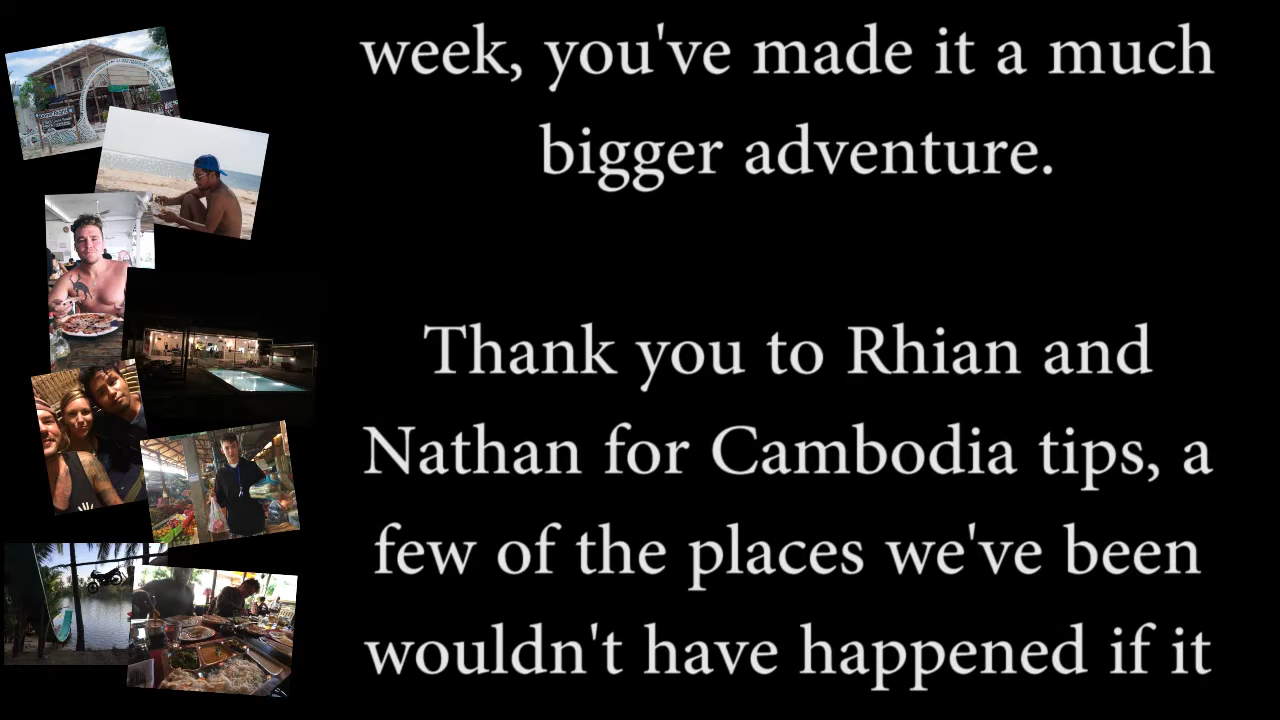 week, you've made it a much
bigger adventure.
Thank you to Rhian and
Nathan for Cambodia tips, a
few of the places we've been
wouldn't have happened if it